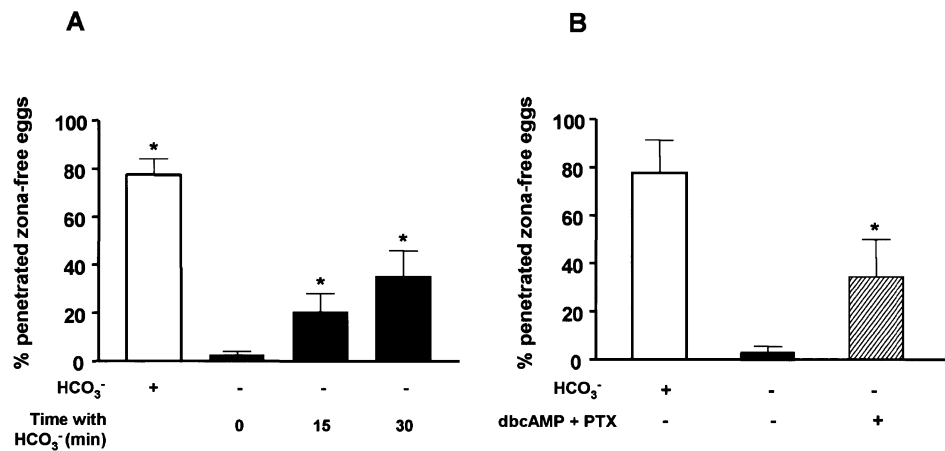 A
B
% penetrated zona-free eggs
100
80
60
40
20
0
*
*
*
HCO₃⁻ + - - -
Time with
HCO₃⁻ (min) 0 15 30
% penetrated zona-free eggs
100
80
60
40
20
0
*
HCO₃⁻ + - -
dbcAMP + PTX - - +